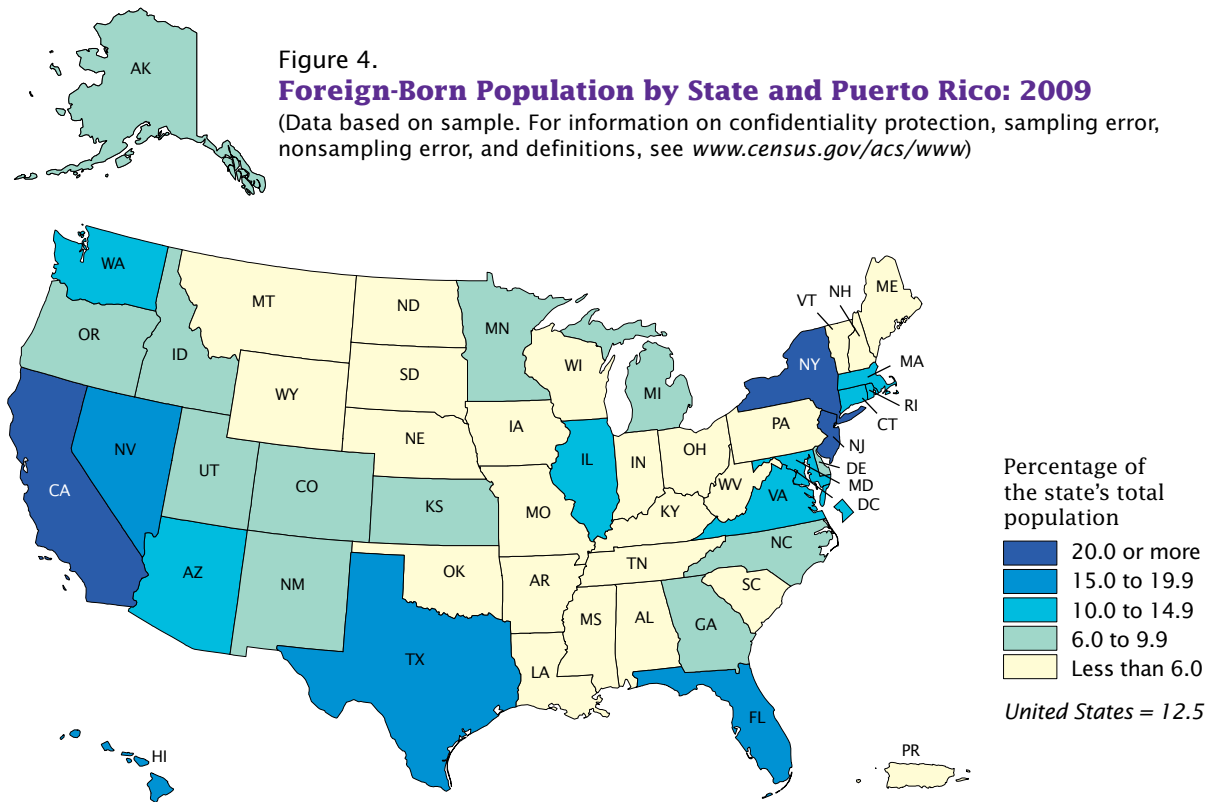 Figure 4.
Foreign-Born Population by State and Puerto Rico: 2009
(Data based on sample. For information on confidentiality protection, sampling error,
nonsampling error, and definitions, see www.census.gov/acs/www)
AK
WA
MT
ND
MN
VT
NH
ME
OR
ID
SD
WI
NY
MA
WY
MI
RI
CT
NE
IA
PA
NJ
NV
UT
CO
IL
IN
OH
DE
MD
DC
CA
KS
MO
WV
VA
KY
AZ
NM
OK
AR
TN
NC
SC
MS
AL
GA
TX
LA
FL
HI
PR
Percentage of
the state's total
population
20.0 or more
15.0 to 19.9
10.0 to 14.9
6.0 to 9.9
Less than 6.0
United States = 12.5